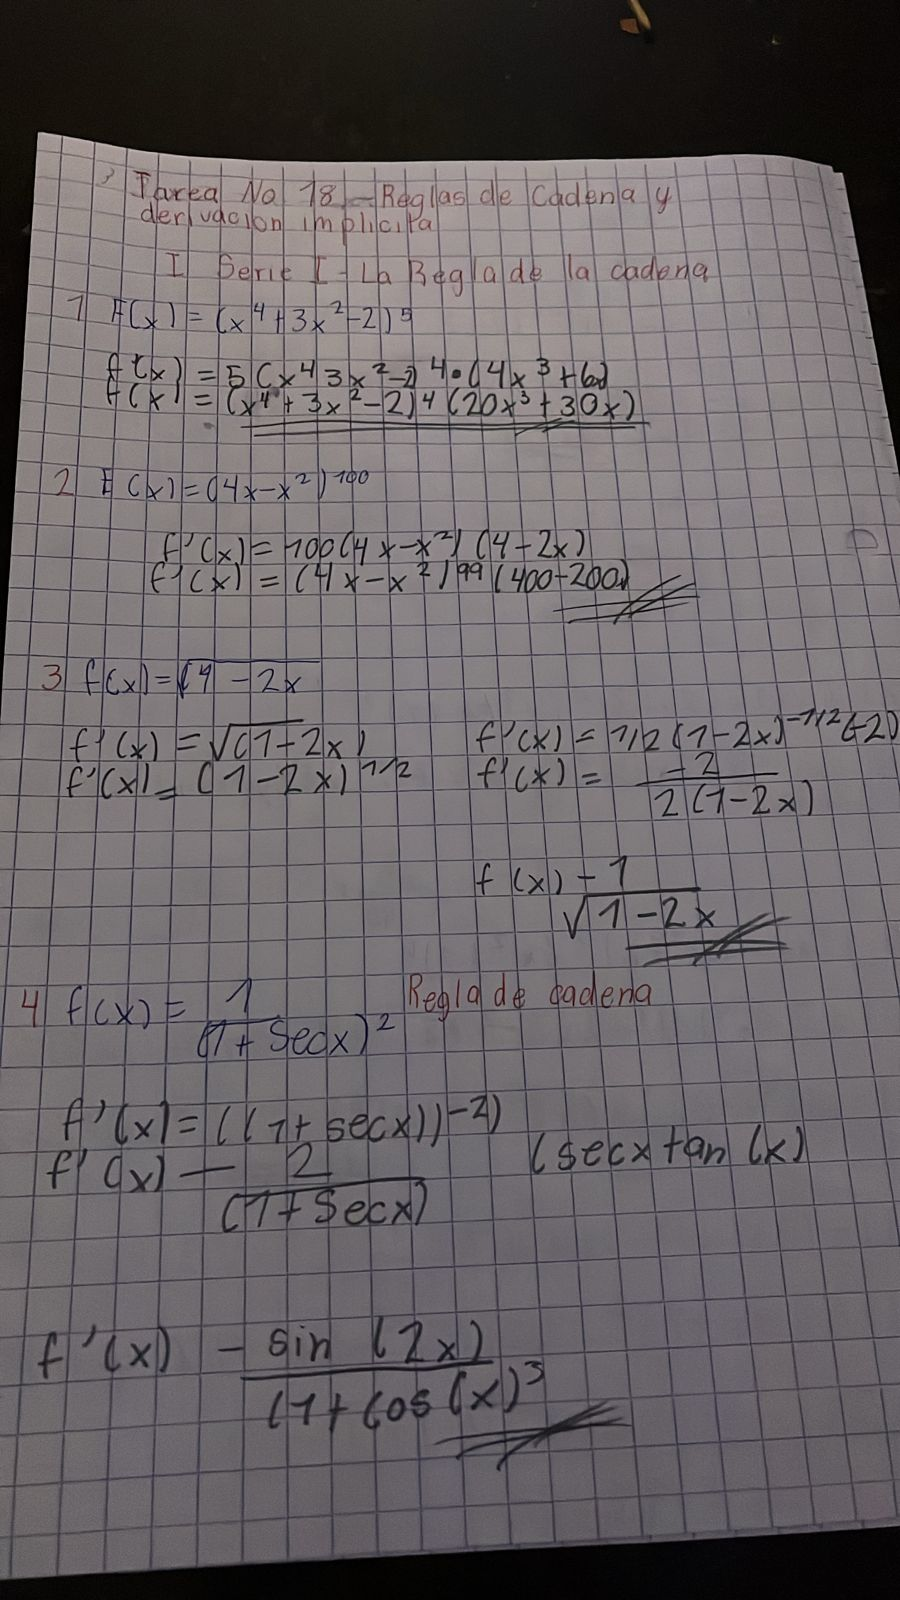 Tarea No 18 - Reglas de Cadena y
derivacion implicita
I Serie I - La Regla de la cadena
1 F(x) = (x⁴+3x²-2)⁵
f'(x) = 5(x⁴3x²-2)⁴•(4x³+6x)
f(x) = (x⁴+3x²-2)⁴(20x³+30x)
2 F(x) = (4x-x²)¹⁰⁰
f'(x) = 100(4x-x²)(4-2x)
f'(x) = (4x-x²)⁹⁹(400-200)
3 f(x) = √1-2x
f'(x) = √(1-2x)
f'(x) = (1-2x)^1/2
f'(x) = 1/2(1-2x)^-1/2(-2)
f'(x) = -2
2(1-2x)
f(x) - 1
√1-2x
4 f(x) = 1
(1+Secx)² Regla de cadena
f'(x) = ((1+secx))^-2)
f'(x) - 2 (secx tan(x)
(1+Secx)
f'(x) - sin(2x)
(1+cos(x)³